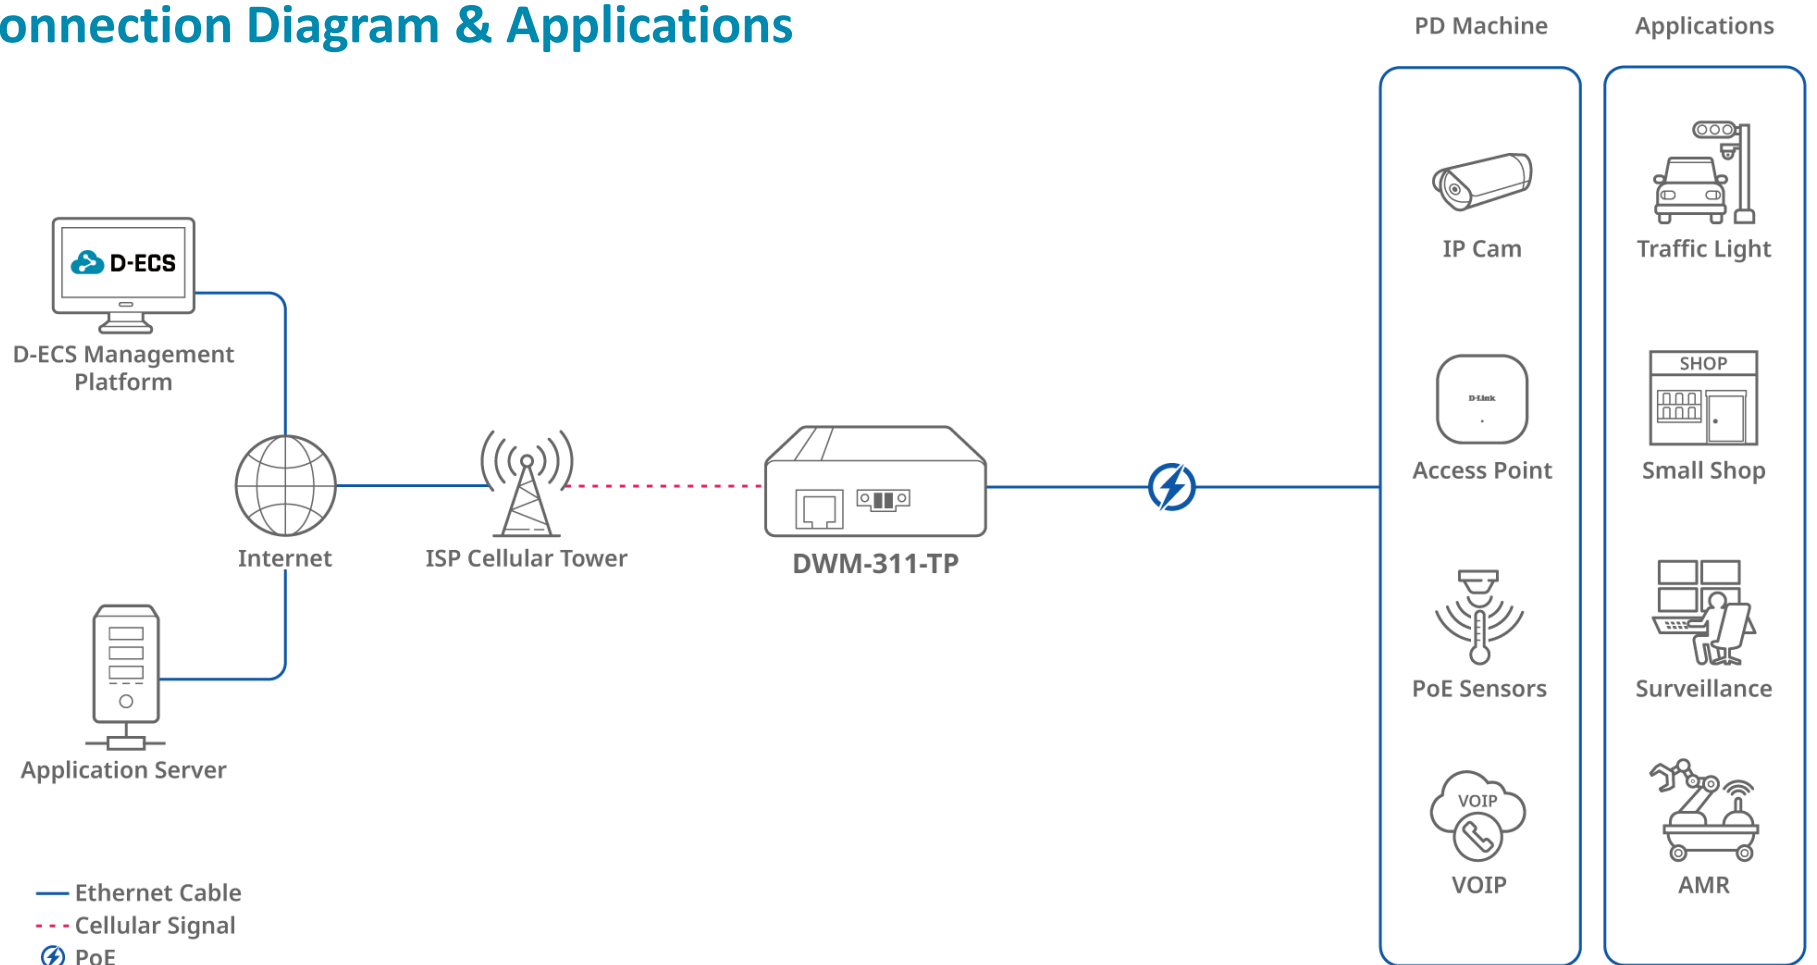 onnection Diagram & Applications
PD Machine
Applications
D-ECS
D-ECS Management
Platform
Internet
ISP Cellular Tower
DWM-311-TP
Application Server
IP Cam
D-Link
Access Point
PoE Sensors
VOIP
VOIP
Traffic Light
SHOP
Small Shop
Surveillance
AMR
Ethernet Cable
Cellular Signal
PoE